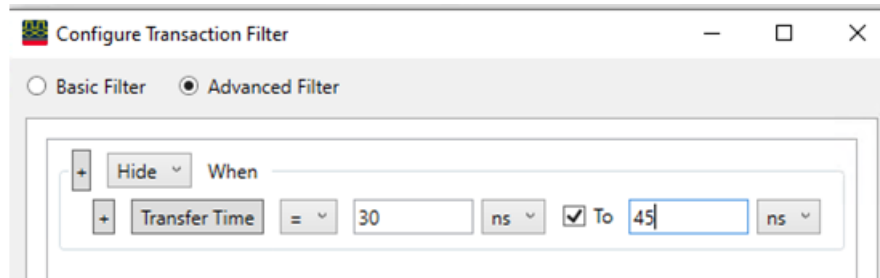 Configure Transaction Filter
Basic Filter Advanced Filter
+ Hide When
+ Transfer Time = 30 ns To 45 ns